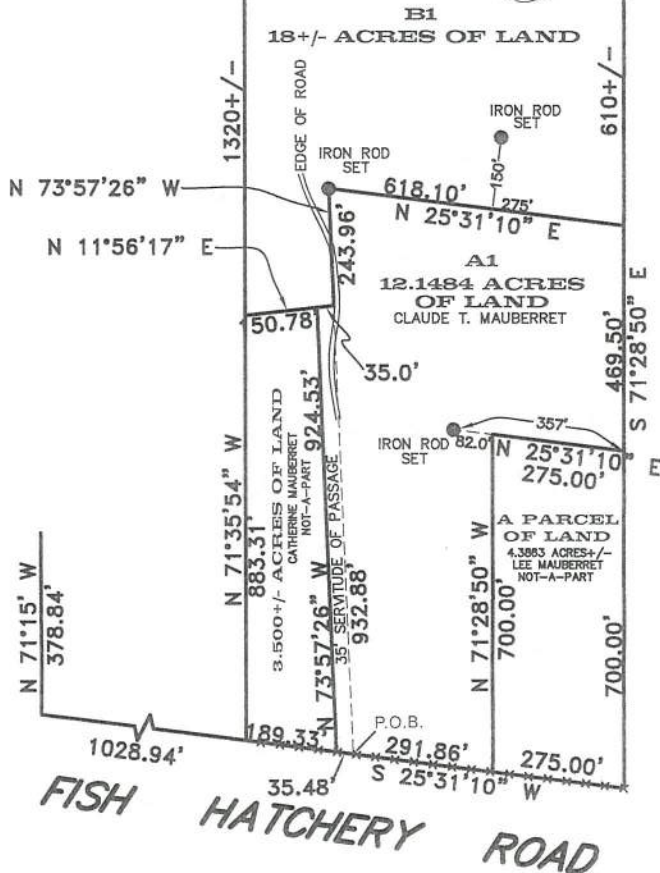 B1
18+/- ACRES OF LAND
1320+/-
EDGE OF ROAD
610+/-
IRON ROD
SET
IRON ROD
SET
150'
N 73°57'26" W
618.10'
275'
N 25°31'10" E
N 11°56'17" E
243.96'
A1
12.1484 ACRES
OF LAND
CLAUDE T. MAUBERRET
50.78'
35.0'
469.50'
S 71°28'50" E
357'
IRON ROD
SET
82.0'
N 25°31'10" E
275.00'
N 71°35'54" W
883.31'
3.500+/- ACRES OF LAND
CATHERINE MAUBERRET
NOT-A-PART
924.53'
N 73°57'26" W
35' SERVITUDE OF PASSAGE
932.88'
A PARCEL
OF LAND
4.3883 ACRES+/-
LEE MAUBERRET
NOT-A-PART
N 71°28'50" W
700.00'
700.00'
N 71°15' W
378.84'
189.33'
P.O.B.
1028.94'
35.48'
291.86'
S 25°31'10" W
275.00'
FISH HATCHERY ROAD